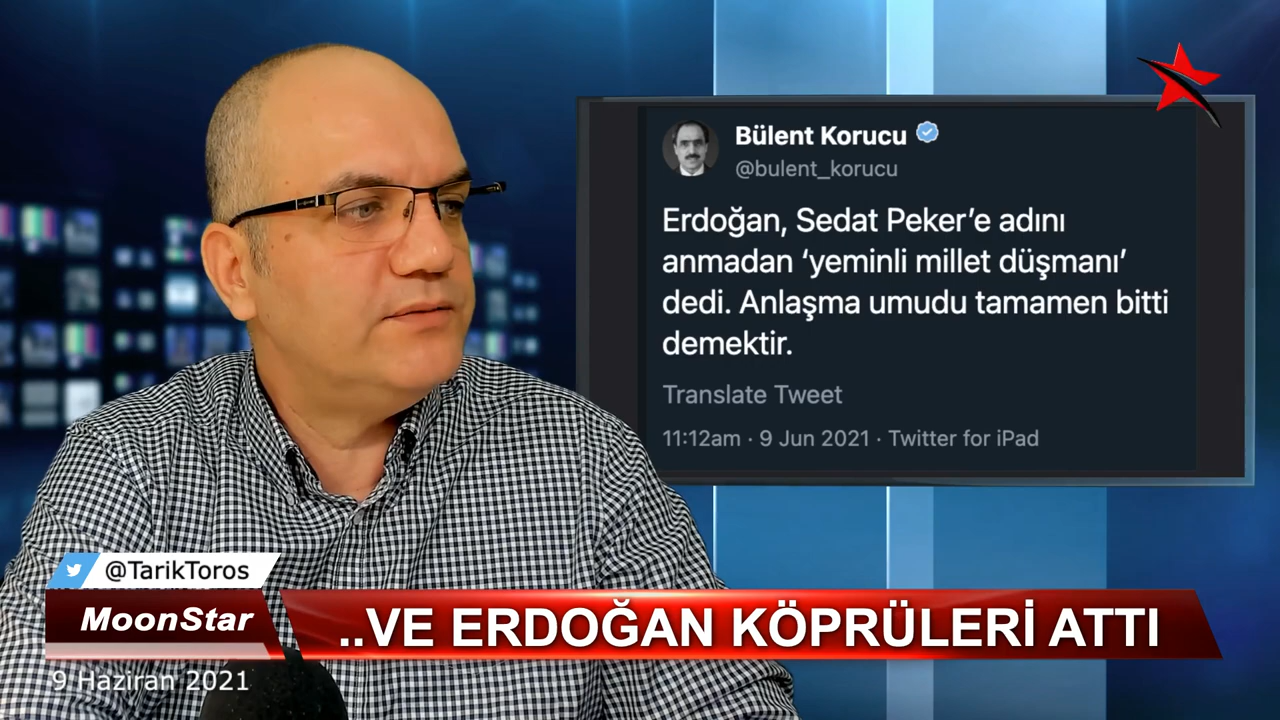 Bülent Korucu
@bulent_korucu
Erdoğan, Sedat Peker’e adını
anmadan ‘yeminli millet düşmanı’
dedi. Anlaşma umudu tamamen bitti
demektir.
Translate Tweet
11:12am · 9 Jun 2021 · Twitter for iPad
@TarikToros
MoonStar
..VE ERDOĞAN KÖPRÜLERİ ATTI
9 Haziran 2021